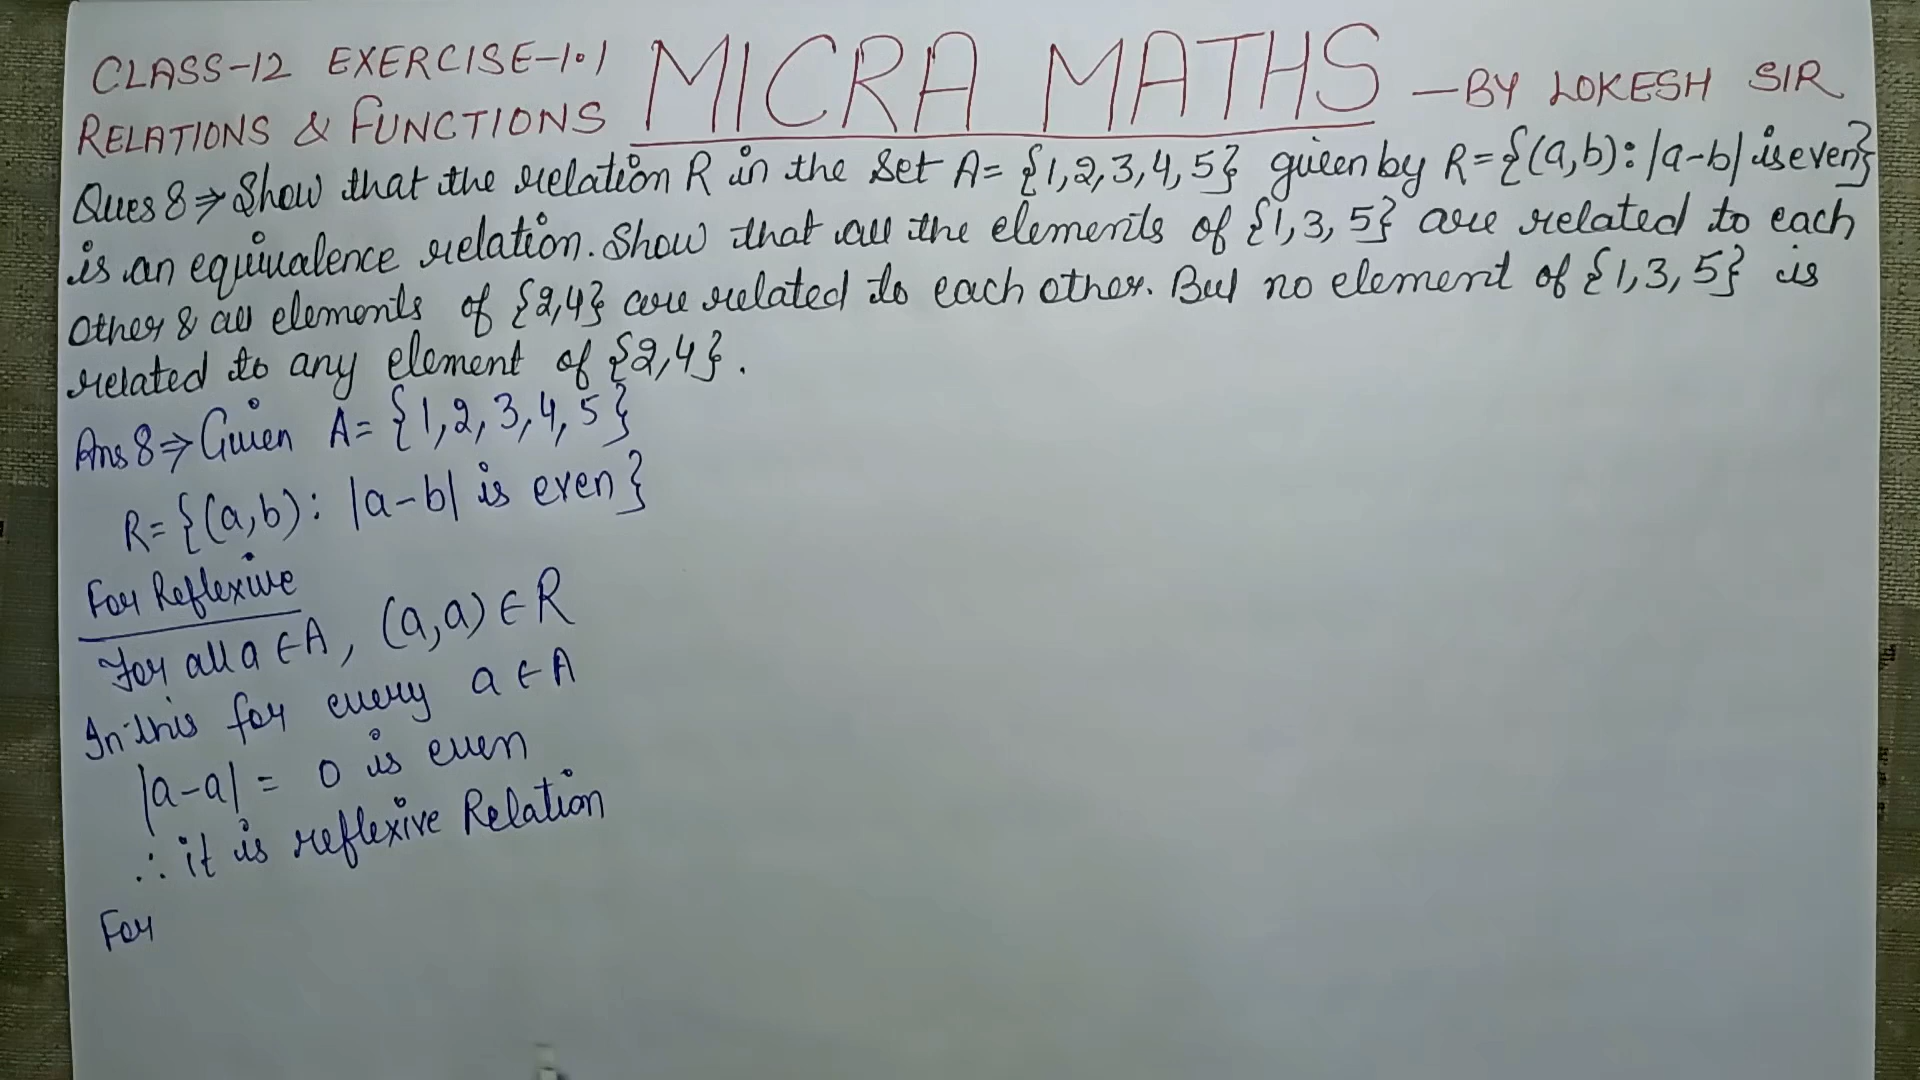 CLASS-12 EXERCISE-1.1
RELATIONS & FUNCTIONS
MICRA MATHS
-BY LOKESH SIR
Ques 8 ⇒ Show that the relation R in the set A = {1,2,3,4,5} given by R = {(a,b): |a-b| is even}
is an equivalence relation. Show that all the elements of {1,3,5} are related to each
other & all elements of {2,4} are related to each other. But no element of {1,3,5} is
related to any element of {2,4}.
Ans 8 ⇒ Given A = {1,2,3,4,5}
R = {(a,b): |a-b| is even}
For Reflexive
For all a ∈ A, (a,a) ∈ R
In this for every a ∈ A
|a-a| = 0 is even
∴ it is reflexive Relation
For